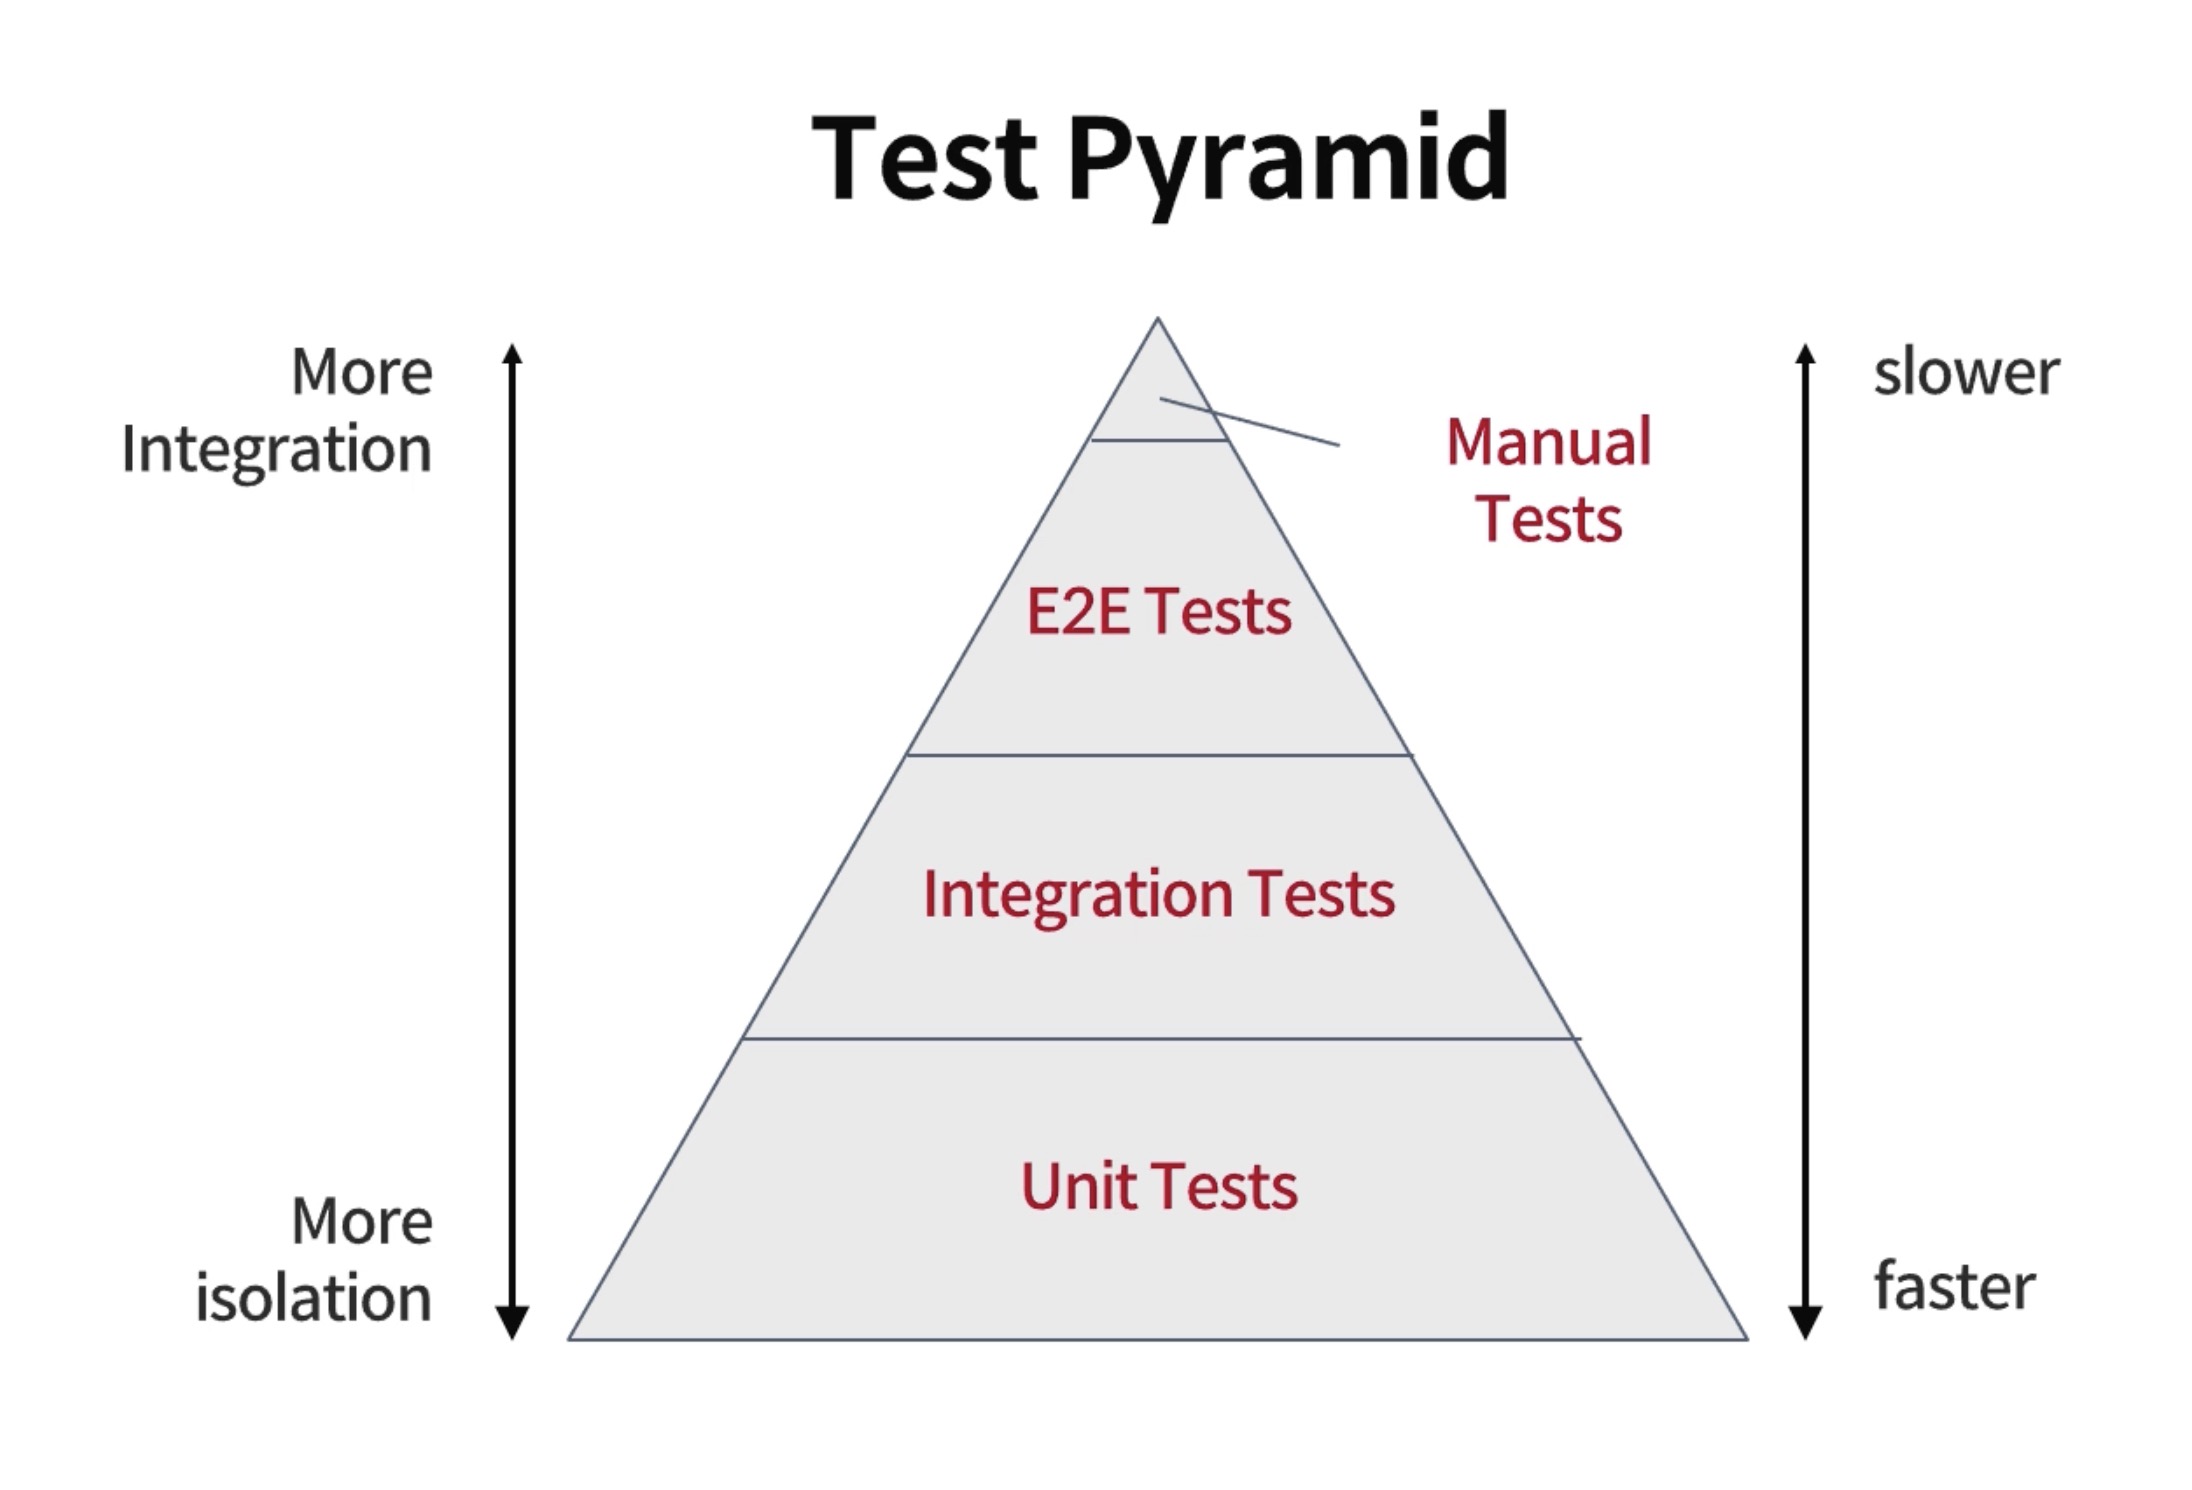 Test Pyramid
More
Integration
slower
Manual
Tests
E2E Tests
Integration Tests
Unit Tests
More
isolation
faster